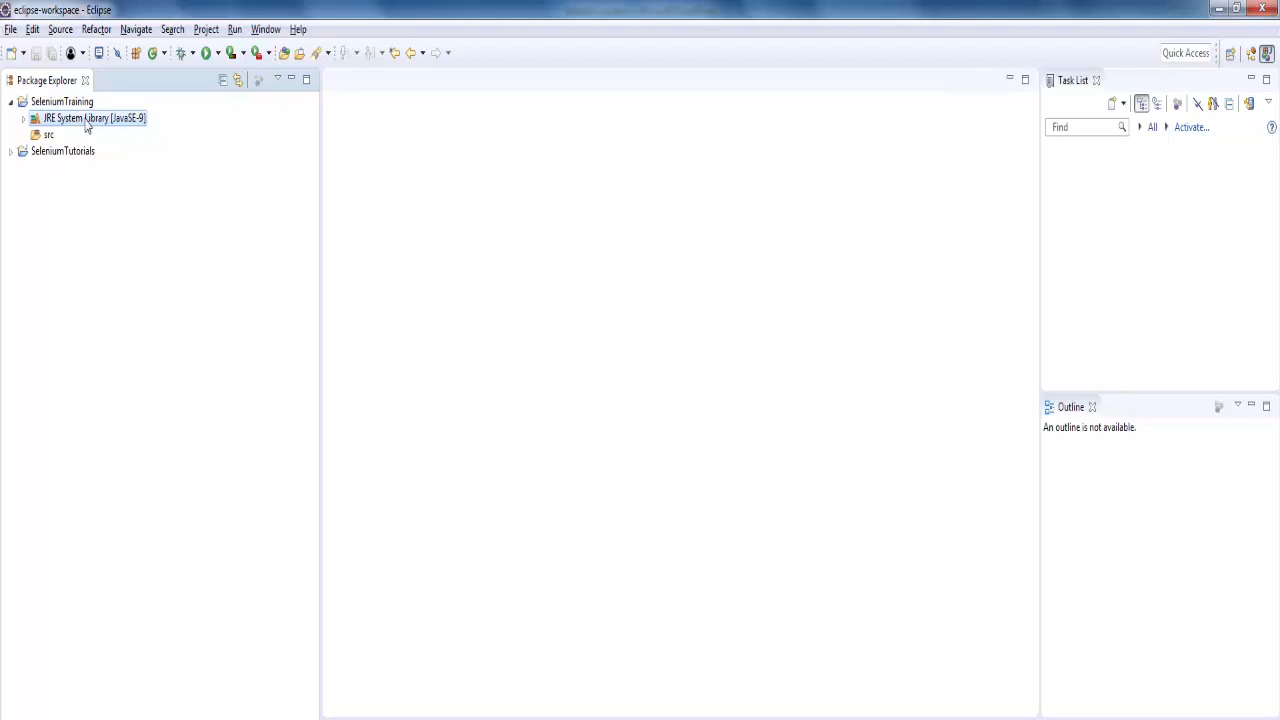 eclipse-workspace - Eclipse
File Edit Source Refactor Navigate Search Project Run Window Help
Quick Access
Package Explorer
Task List
SeleniumTraining
JRE System Library [JavaSE-9]
src
SeleniumTutorials
Find
All
Activate...
Outline
An outline is not available.